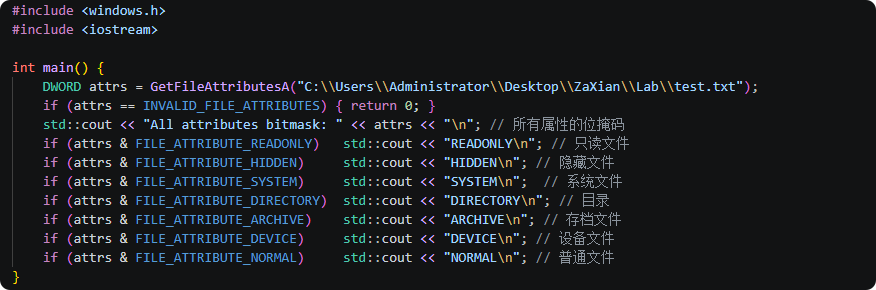 #include <windows.h>
#include <iostream>
int main() {
DWORD attrs = GetFileAttributesA("C:\\Users\\Administrator\\Desktop\\ZaXian\\Lab\\test.txt");
if (attrs == INVALID_FILE_ATTRIBUTES) { return 0; }
std::cout << "All attributes bitmask: " << attrs << "\n"; // 所有属性的位掩码
if (attrs & FILE_ATTRIBUTE_READONLY)   std::cout << "READONLY\n"; // 只读文件
if (attrs & FILE_ATTRIBUTE_HIDDEN)     std::cout << "HIDDEN\n"; // 隐藏文件
if (attrs & FILE_ATTRIBUTE_SYSTEM)     std::cout << "SYSTEM\n";  // 系统文件
if (attrs & FILE_ATTRIBUTE_DIRECTORY)  std::cout << "DIRECTORY\n"; // 目录
if (attrs & FILE_ATTRIBUTE_ARCHIVE)    std::cout << "ARCHIVE\n"; // 存档文件
if (attrs & FILE_ATTRIBUTE_DEVICE)     std::cout << "DEVICE\n"; // 设备文件
if (attrs & FILE_ATTRIBUTE_NORMAL)     std::cout << "NORMAL\n"; // 普通文件
}